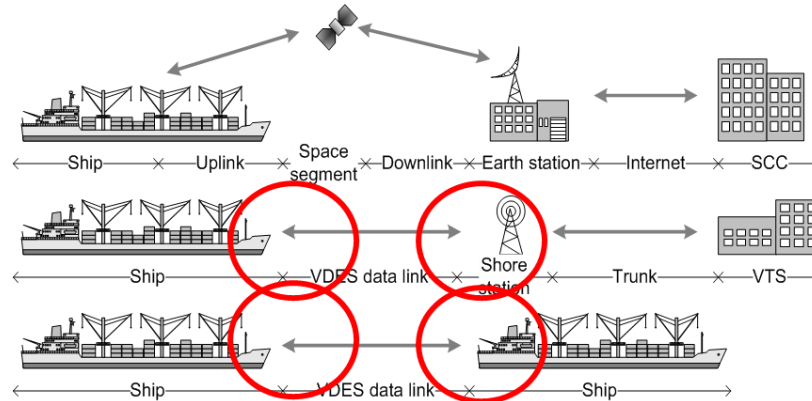 Ship Uplink Space segment Downlink Earth station Internet SCC
Ship VDES data link Shore station Trunk VTS
Ship VDES data link Ship